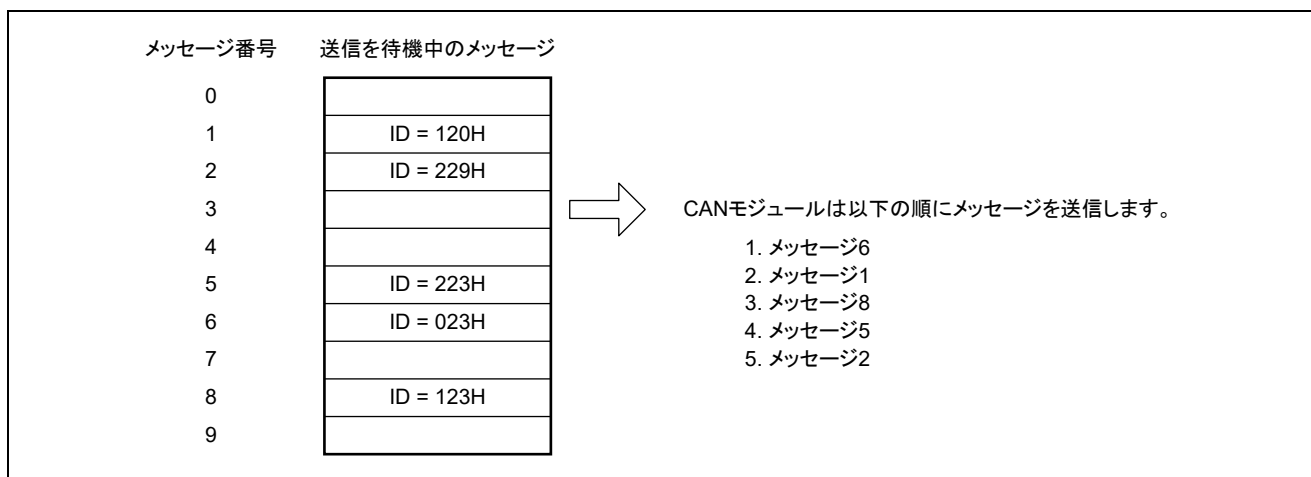 メッセージ番号 送信を待機中のメッセージ
0
1 ID = 120H
2 ID = 229H
3
CANモジュールは以下の順にメッセージを送信します。
4
5 ID = 223H
6 ID = 023H
7
8 ID = 123H
9
1. メッセージ6
2. メッセージ1
3. メッセージ8
4. メッセージ5
5. メッセージ2